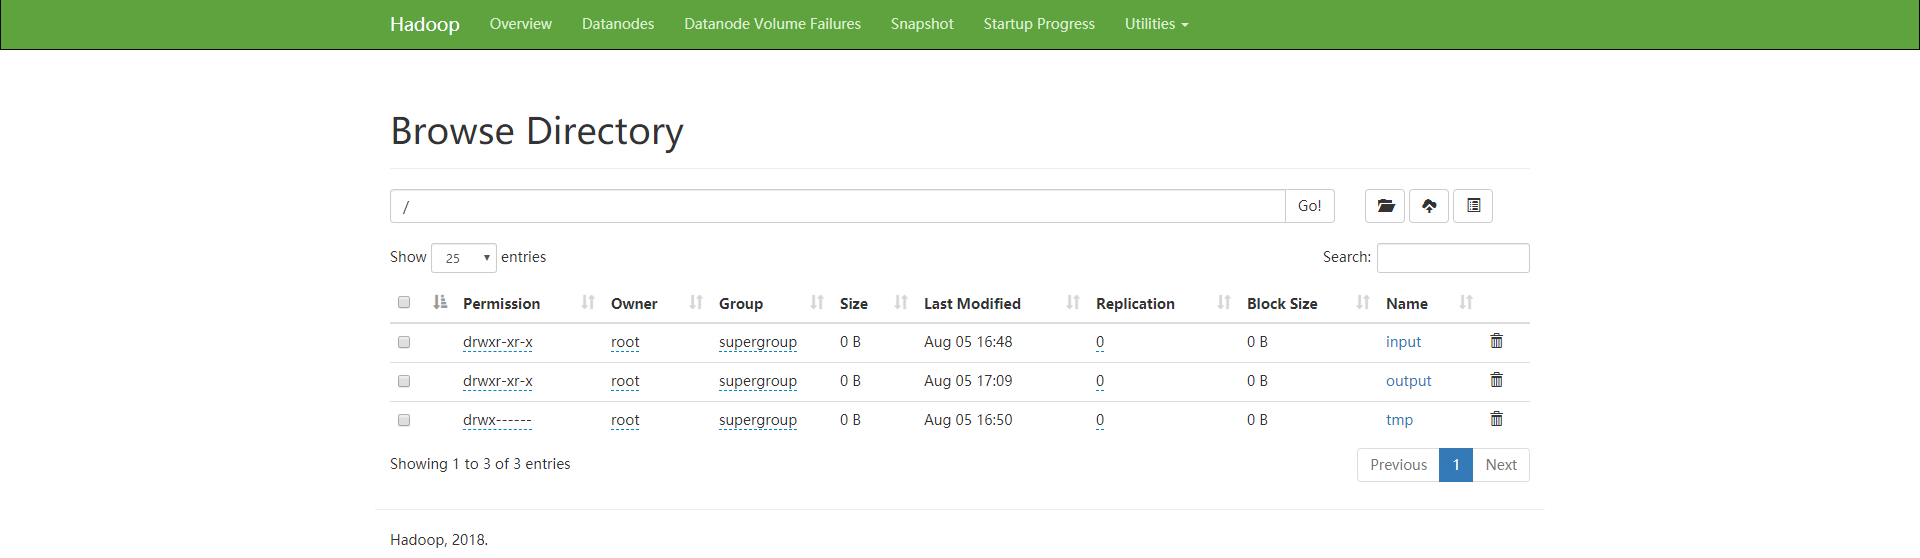 Hadoop Overview Datanodes Datanode Volume Failures Snapshot Startup Progress Utilities
Browse Directory
/ Go!
Show 25 entries Search:
Permission Owner Group Size Last Modified Replication Block Size Name
drwxr-xr-x root supergroup 0 B Aug 05 16:48 0 0 B input
drwxr-xr-x root supergroup 0 B Aug 05 17:09 0 0 B output
drwx------ root supergroup 0 B Aug 05 16:50 0 0 B tmp
Showing 1 to 3 of 3 entries Previous 1 Next
Hadoop, 2018.